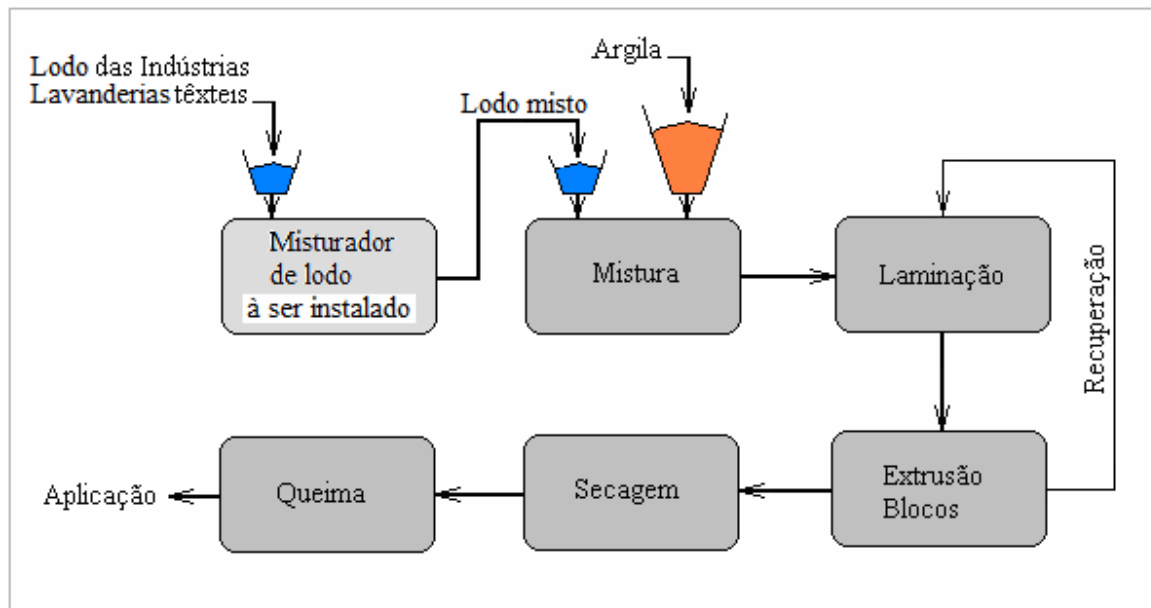 Lodo das Indústrias
Lavanderias têxteis
Lodo misto
Argila
Misturador
de lodo
à ser instalado
Mistura
Laminação
Recuperação
Extrusão
Blocos
Secagem
Queima
Aplicação